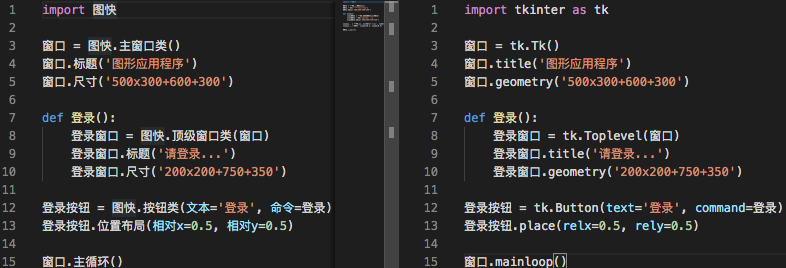 1 import 图快
2
3 窗口 = 图快.主窗口类()
4 窗口.标题('图形应用程序')
5 窗口.尺寸('500x300+600+300')
6
7 def 登录():
8 登录窗口 = 图快.顶级窗口类(窗口)
9 登录窗口.标题('请登录...')
10 登录窗口.尺寸('200x200+750+350')
11
12 登录按钮 = 图快.按钮类(文本='登录', 命令=登录)
13 登录按钮.位置布局(相对x=0.5, 相对y=0.5)
14
15 窗口.主循环()
1 import tkinter as tk
2
3 窗口 = tk.Tk()
4 窗口.title('图形应用程序')
5 窗口.geometry('500x300+600+300')
6
7 def 登录():
8 登录窗口 = tk.Toplevel(窗口)
9 登录窗口.title('请登录...')
10 登录窗口.geometry('200x200+750+350')
11
12 登录按钮 = tk.Button(text='登录', command=登录)
13 登录按钮.place(relx=0.5, rely=0.5)
14
15 窗口.mainloop()